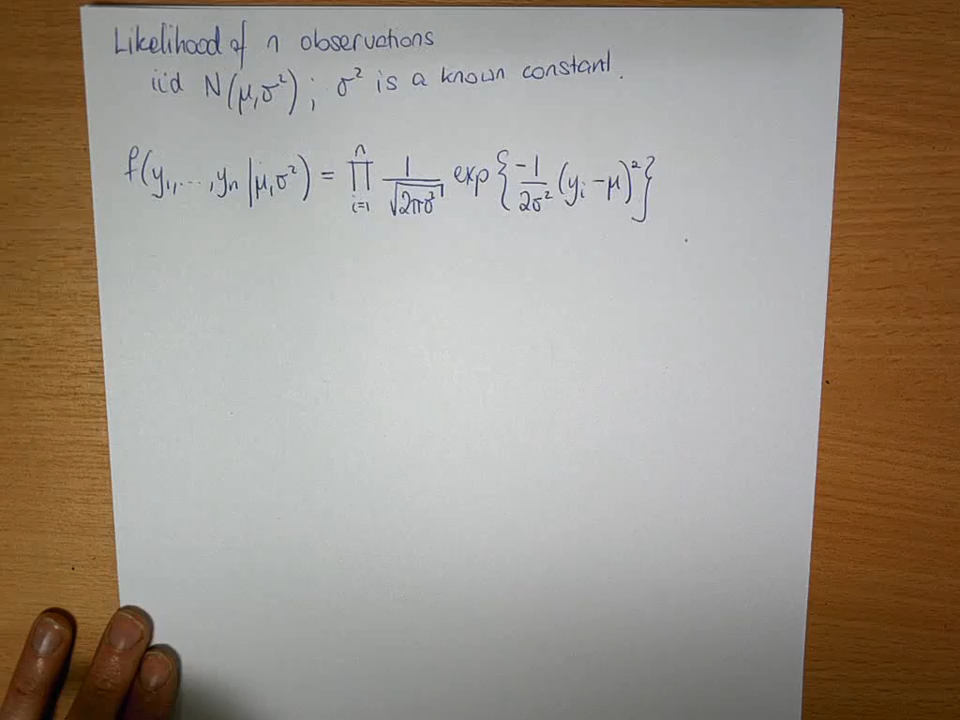 Likelihood of n observations
iid N(μ,σ²) ; σ² is a known constant.
f(y₁,...,yₙ|μ,σ²) = ∏ᵢ₌₁ⁿ 1/√(2πσ²) exp{-1/2σ² (yᵢ-μ)²}